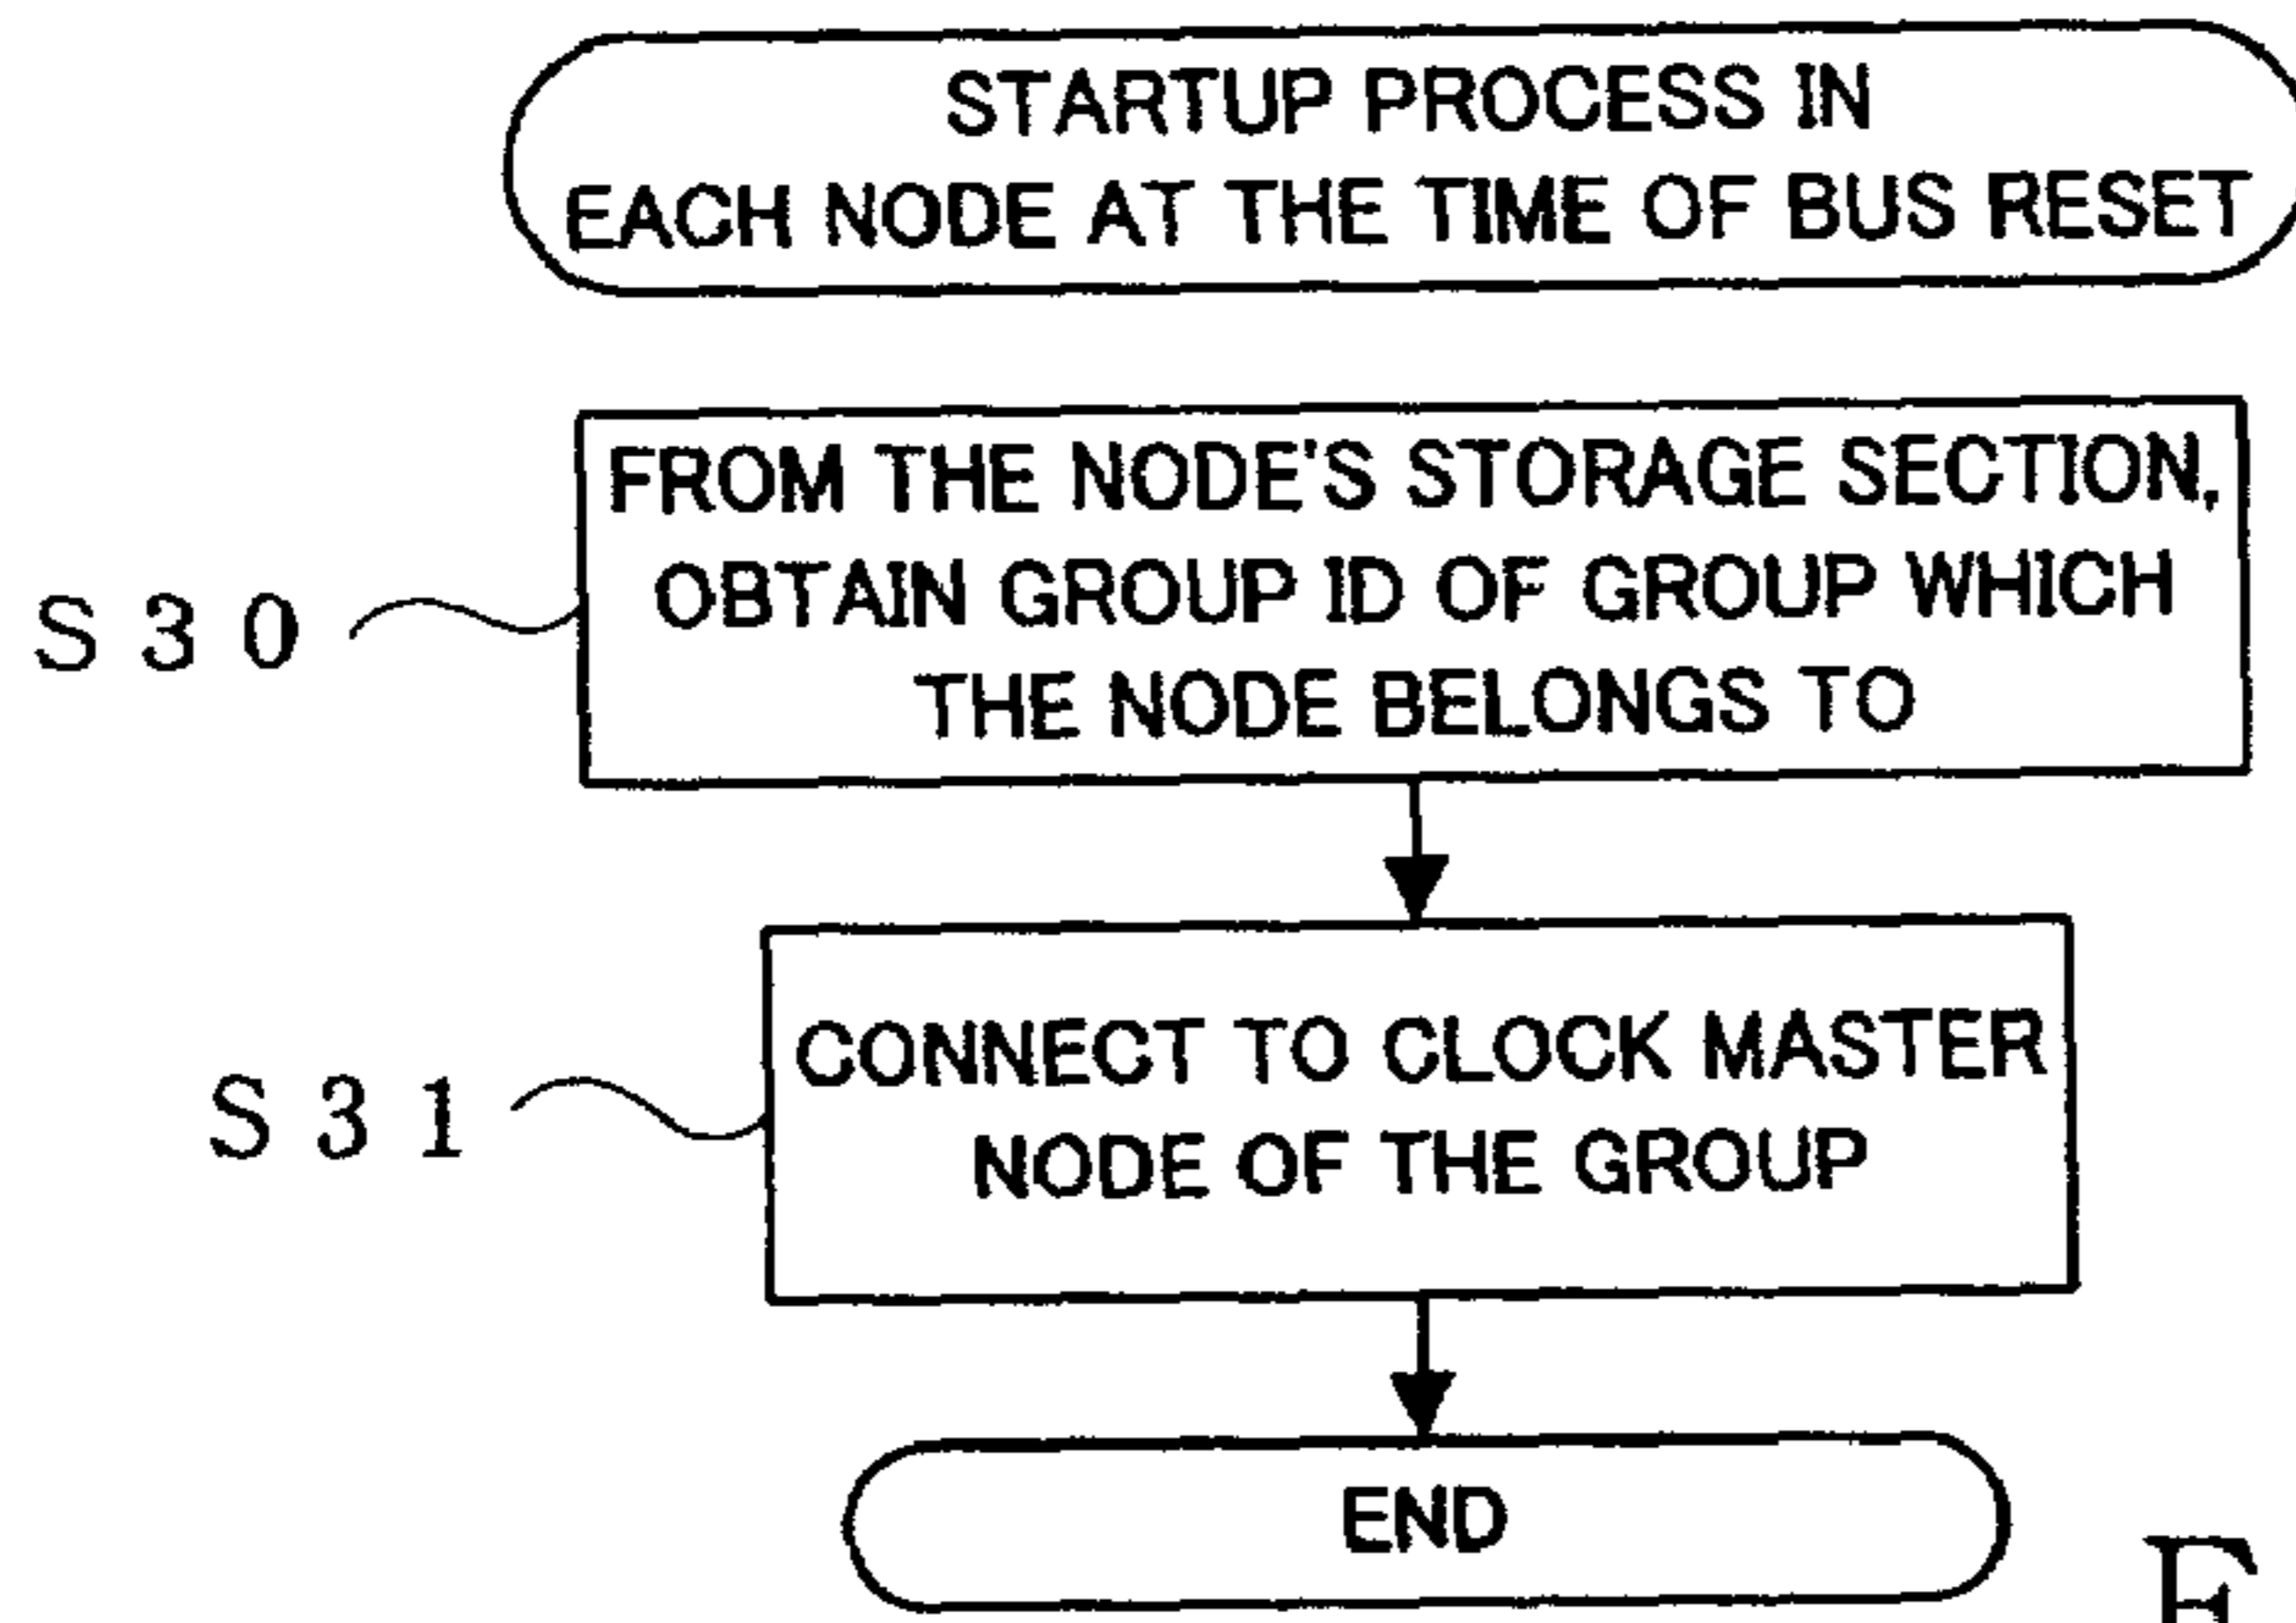 STARTUP PROCESS IN
EACH NODE AT THE TIME OF BUS RESET
FROM THE NODE'S STORAGE SECTION,
S30
OBTAIN GROUP ID OF GROUP WHICH
THE NODE BELONGS TO
CONNECT TO CLOCK MASTER
S31
NODE OF THE GROUP
END